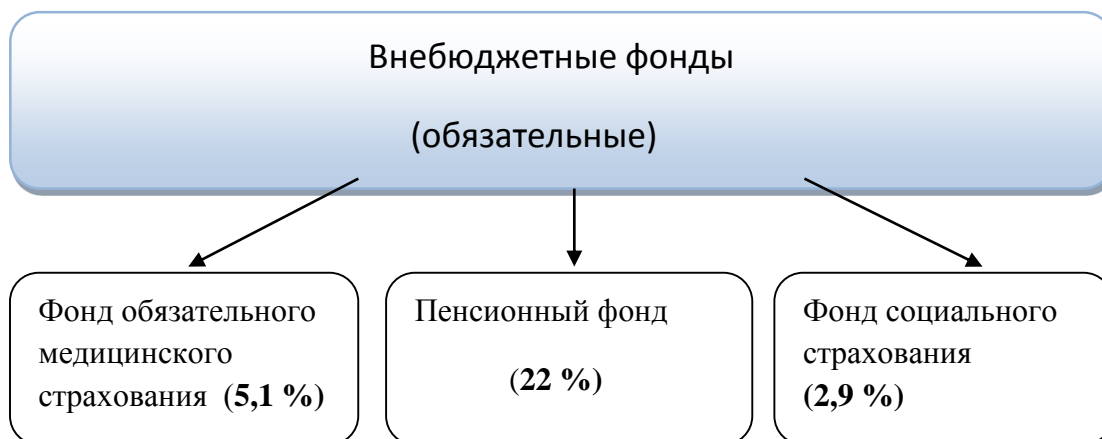 Внебюджетные фонды
(обязательные)
Фонд обязательного
медицинского
страхования (5,1 %)
Пенсионный фонд
(22 %)
Фонд социального
страхования
(2,9 %)